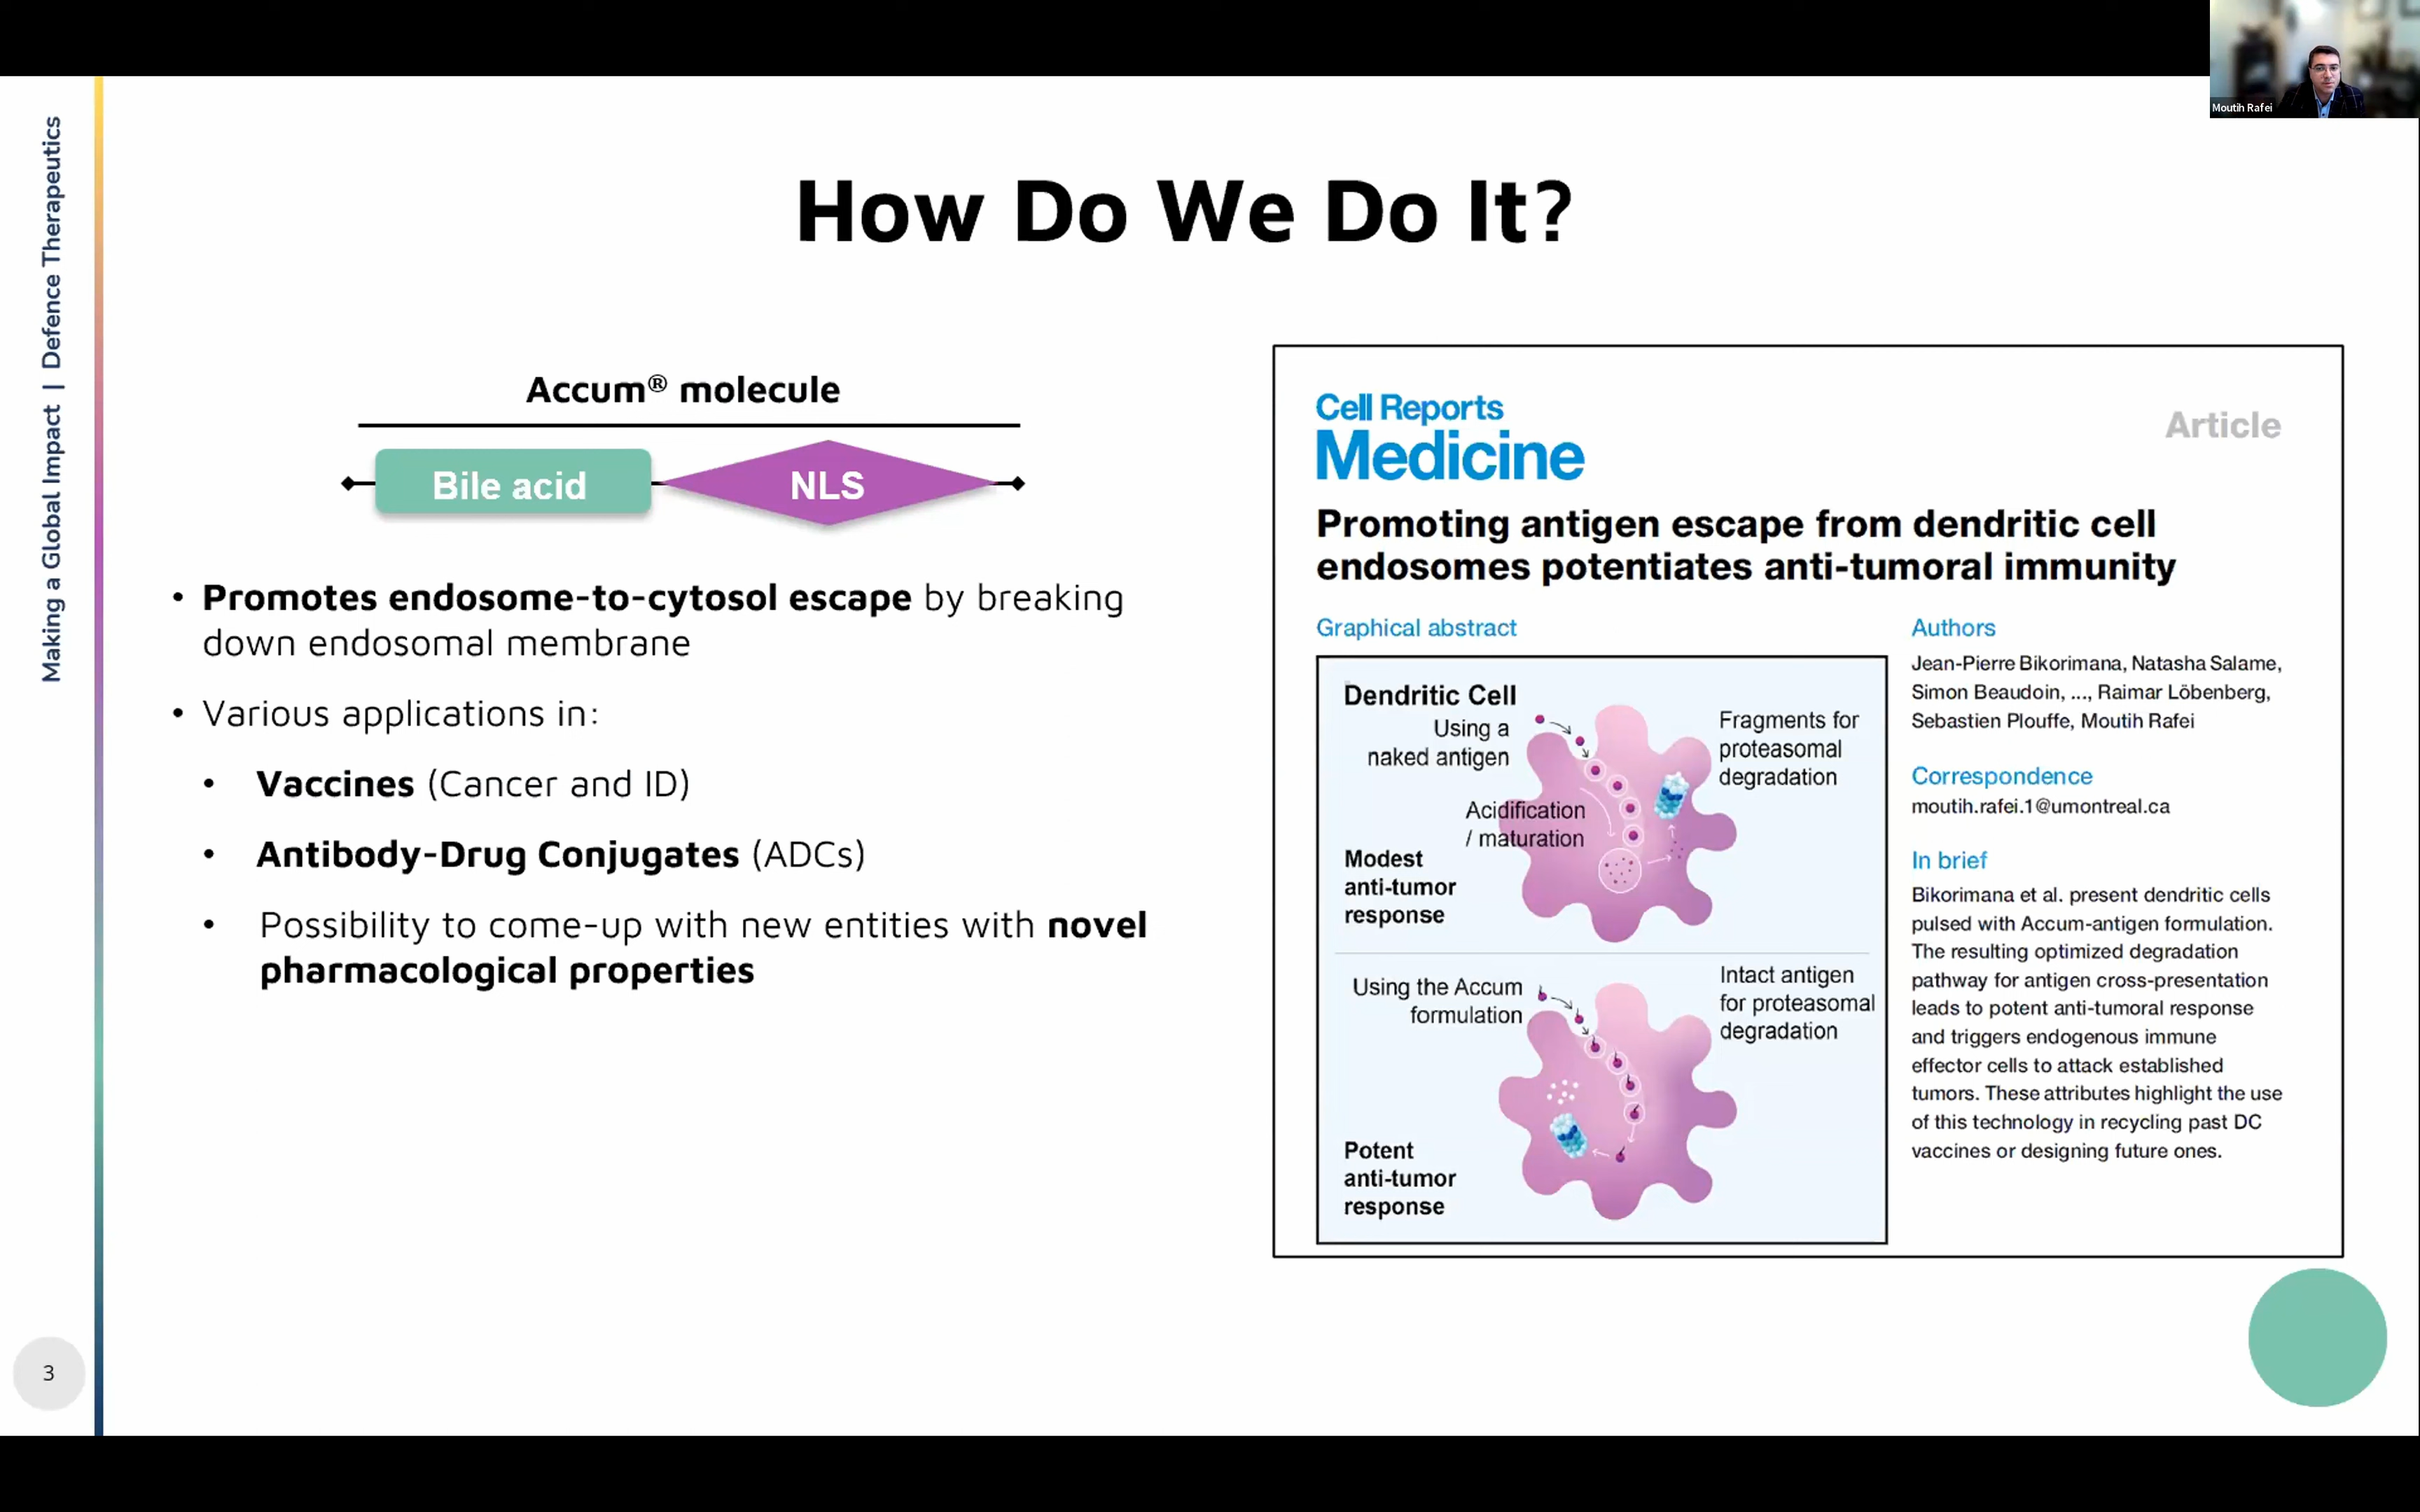 Moutih Rafei
Making a Global Impact | Defence Therapeutics
How Do We Do It?
Accum® molecule
Bile acid
NLS
• Promotes endosome-to-cytosol escape by breaking
down endosomal membrane
• Various applications in:
• Vaccines (Cancer and ID)
• Antibody-Drug Conjugates (ADCs)
• Possibility to come-up with new entities with novel
pharmacological properties
Cell Reports
Medicine
Article
Promoting antigen escape from dendritic cell
endosomes potentiates anti-tumoral immunity
Graphical abstract
Dendritic Cell
Using a
naked antigen
Fragments for
proteasomal
degradation
Acidification
/ maturation
Modest
anti-tumor
response
Using the Accum
formulation
Intact antigen
for proteasomal
degradation
Potent
anti-tumor
response
Authors
Jean-Pierre Bikorimana, Natasha Salame,
Simon Beaudoin, ..., Raimar Löbenberg,
Sebastien Plouffe, Moutih Rafei
Correspondence
moutih.rafei.1@umontreal.ca
In brief
Bikorimana et al. present dendritic cells
pulsed with Accum-antigen formulation.
The resulting optimized degradation
pathway for antigen cross-presentation
leads to potent anti-tumoral response
and triggers endogenous immune
effector cells to attack established
tumors. These attributes highlight the use
of this technology in recycling past DC
vaccines or designing future ones.
3